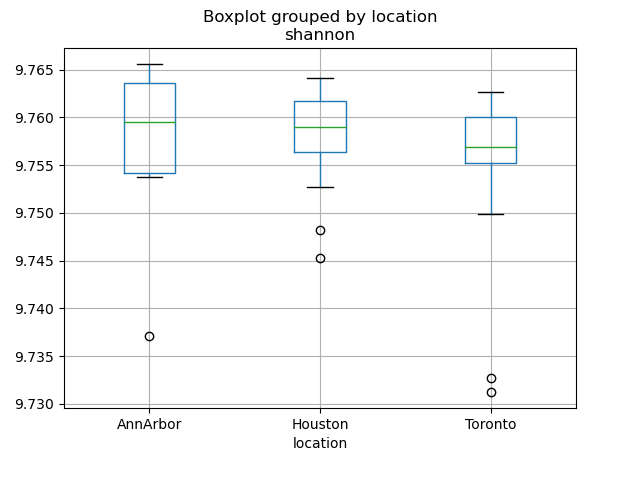 Boxplot grouped by location
shannon
9.765
9.760
9.755
9.750
9.745
9.740
9.735
9.730
AnnArbor
Houston
Toronto
location